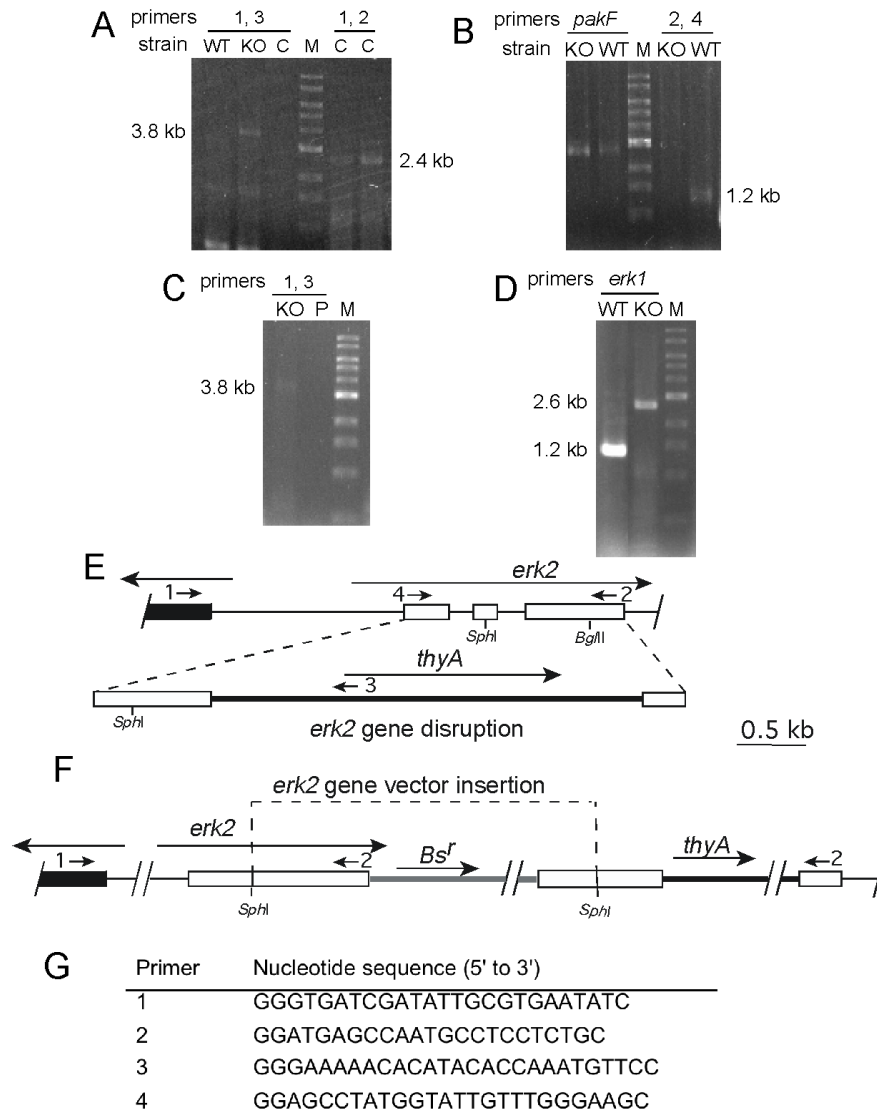 A
primers 1, 3 1, 2
strain WT KO C M C C
3.8 kb
2.4 kb
B
primers pakF 2, 4
strain KO WT M KO WT
1.2 kb
C
primers 1, 3
KO P M
3.8 kb
D
primers erk1
WT KO M
2.6 kb
1.2 kb
E
erk2
1 4 2
SphI BglII
thyA
3
SphI
erk2 gene disruption
0.5 kb
F
erk2 gene vector insertion
erk2
1 2 Bsr thyA 2
SphI SphI
G
Primer Nucleotide sequence (5' to 3')
1 GGGTGATCGATATTGCGTGAATATC
2 GGATGAGCCAATGCCTCCTCTGC
3 GGGAAAAACACATACACCAAATGTTCC
4 GGAGCCTATGGTATTGTTTGGGAAGC